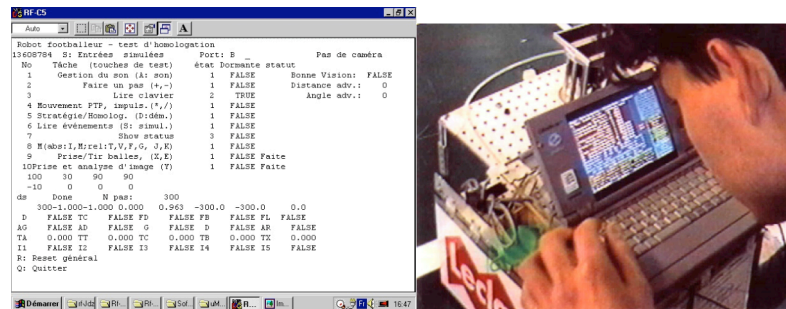 RF-C5
Auto
Robot footballeur - test d'homologation
13608784 S: Entrées simulées Port: B _ Pas de caméra
No Tâche (touches de test) état Dormante statut
1 Gestion du son (A: son) 1 FALSE Bonne Vision: FALSE
2 Faire un pas (+,-) 1 FALSE Distance adv.: 0
3 Lire clavier 2 TRUE Angle adv.: 0
4 Mouvement PTP, impuls.(*,/) 1 FALSE
5 Stratégie/Homolog. (D:dém.) 1 FALSE
6 Lire événements (S: simul.) 1 FALSE
7 Show status 3 FALSE
8 M(abs:I,M;rel:T,V,F,G, J,K) 1 FALSE
9 Prise/Tir balles, (X,E) 1 FALSE Faite
10Prise et analyse d'image (Y) 1 FALSE Faite
100 30 90 90
-10 0 0 0
ds Done N pas: 300
300-1.000-1.000 0.000 0.963 -300.0 -300.0 0.0
D FALSE TC FALSE FD FALSE FB FALSE FL FALSE
AG FALSE AD FALSE G FALSE D FALSE AR FALSE
TA 0.000 TT 0.000 TC 0.000 TB 0.000 TX 0.000
I1 FALSE I2 FALSE I3 FALSE I4 FALSE I5 FALSE
R: Reset général
Q: Quitter
Démarrer RF-... RF-... Sof... uM... R... Im... Fr 16:47